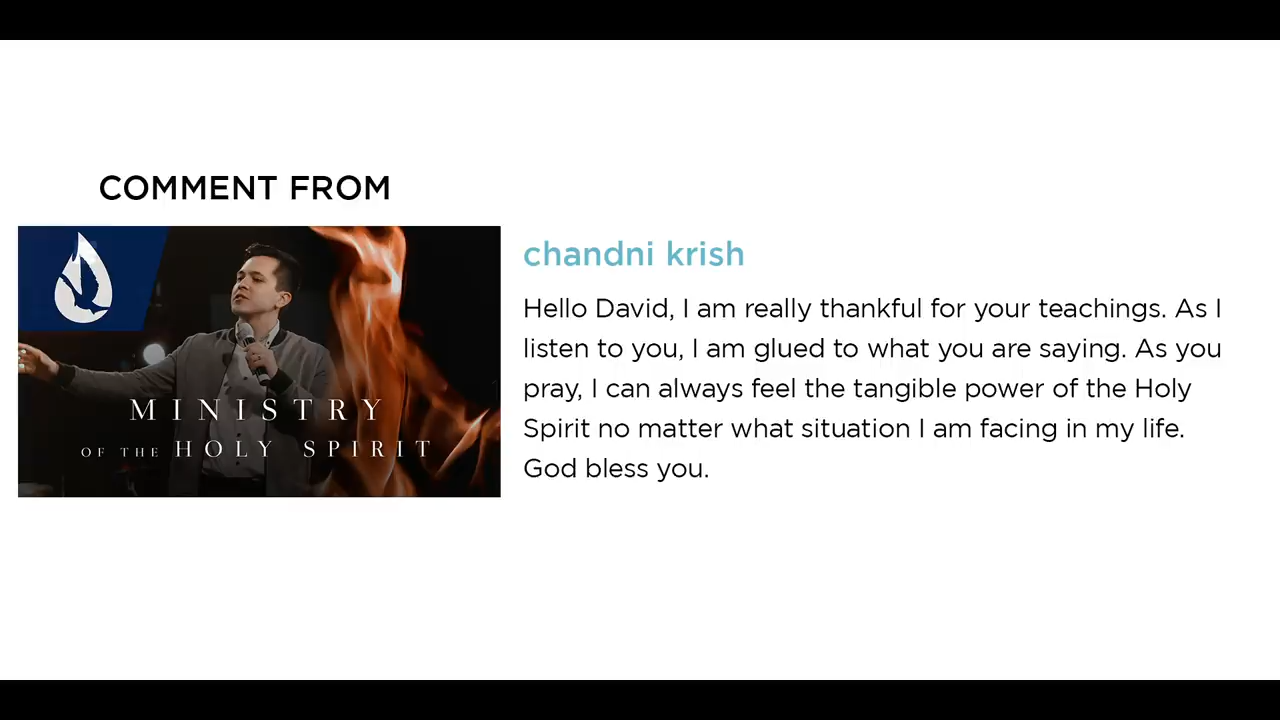 COMMENT FROM
MINISTRY
OF THE HOLY SPIRIT
chandni krish
Hello David, I am really thankful for your teachings. As I
listen to you, I am glued to what you are saying. As you
pray, I can always feel the tangible power of the Holy
Spirit no matter what situation I am facing in my life.
God bless you.